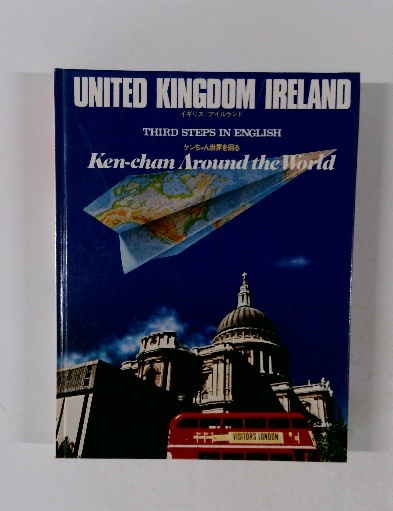 UNITED KINGDOM IRELAND
イギリス/アイルランド
THIRD STEPS IN ENGLISH
ケンちゃん世界を回る
Ken-chan Around the World
VISITORS LONDON